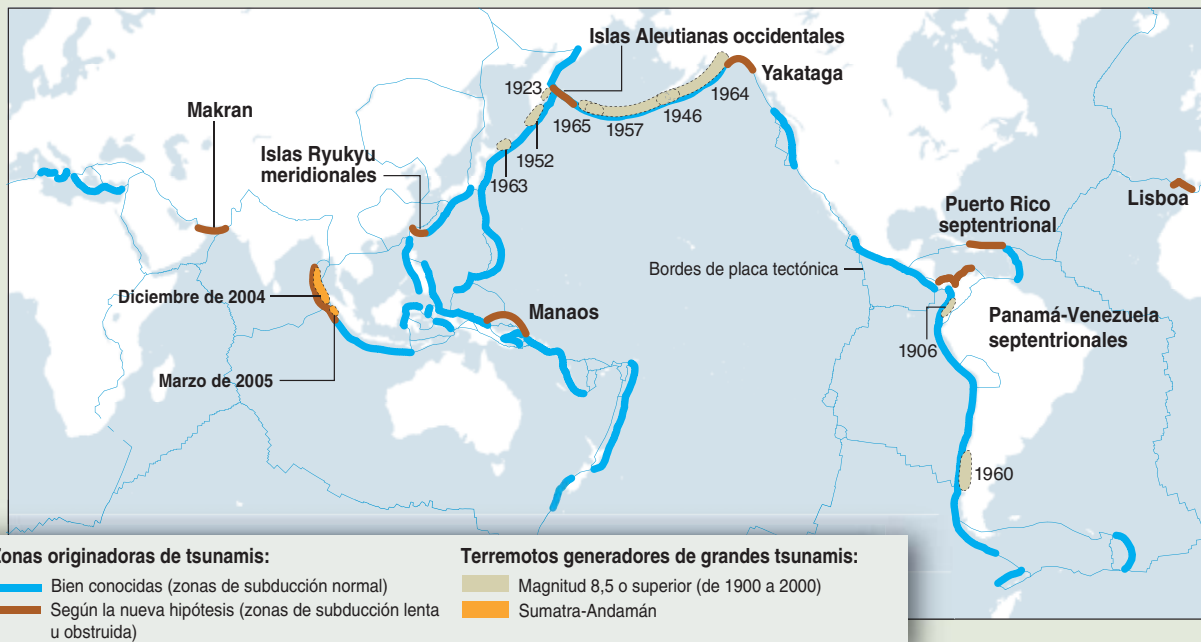 Islas Aleutianas occidentales
Yakataga
1923
1964
1946
1965
1957
1952
1963
Makran
Islas Ryukyu
meridionales
Lisboa
Puerto Rico
septentrional
Bordes de placa tectónica
Diciembre de 2004
Manaos
Panamá-Venezuela
septentrionales
1906
Marzo de 2005
1960
Zonas originadoras de tsunamis:
Bien conocidas (zonas de subducción normal)
Según la nueva hipótesis (zonas de subducción lenta
u obstruida)
Terremotos generadores de grandes tsunamis:
Magnitud 8,5 o superior (de 1900 a 2000)
Sumatra-Andamán